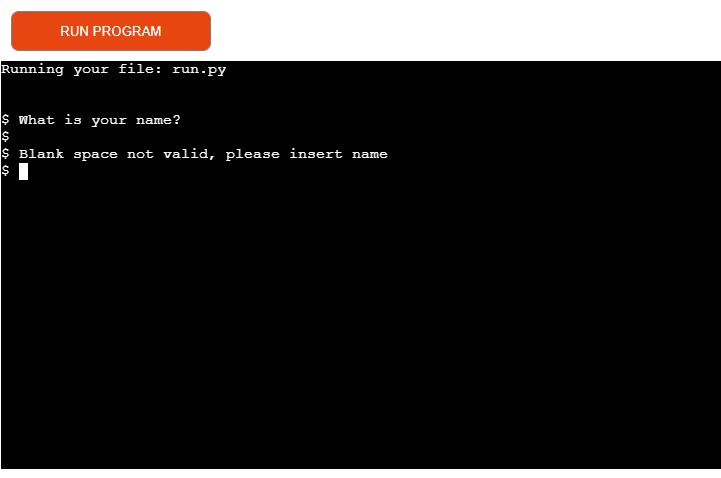 RUN PROGRAM
Running your file: run.py
$ What is your name?
$
$ Blank space not valid, please insert name
$